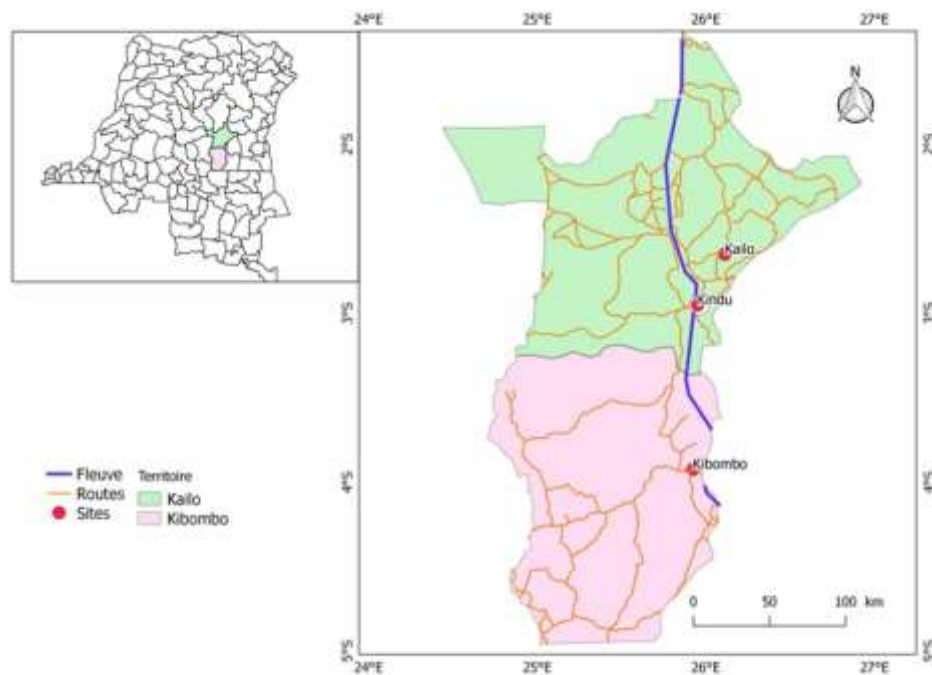 24°E 25°E 26°E 27°E
N
2°S 2°S
Kailo
Kindu
3°S 3°S
Kibombo
4°S 4°S
Fleuve
Routes
Sites
Territoire
Kailo
Kibombo
0 50 100 km
5°S 5°S
24°E 25°E 26°E 27°E